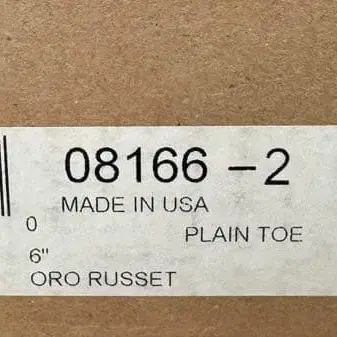 08166 – 2
MADE IN USA
0
PLAIN TOE
6"
ORO RUSSET